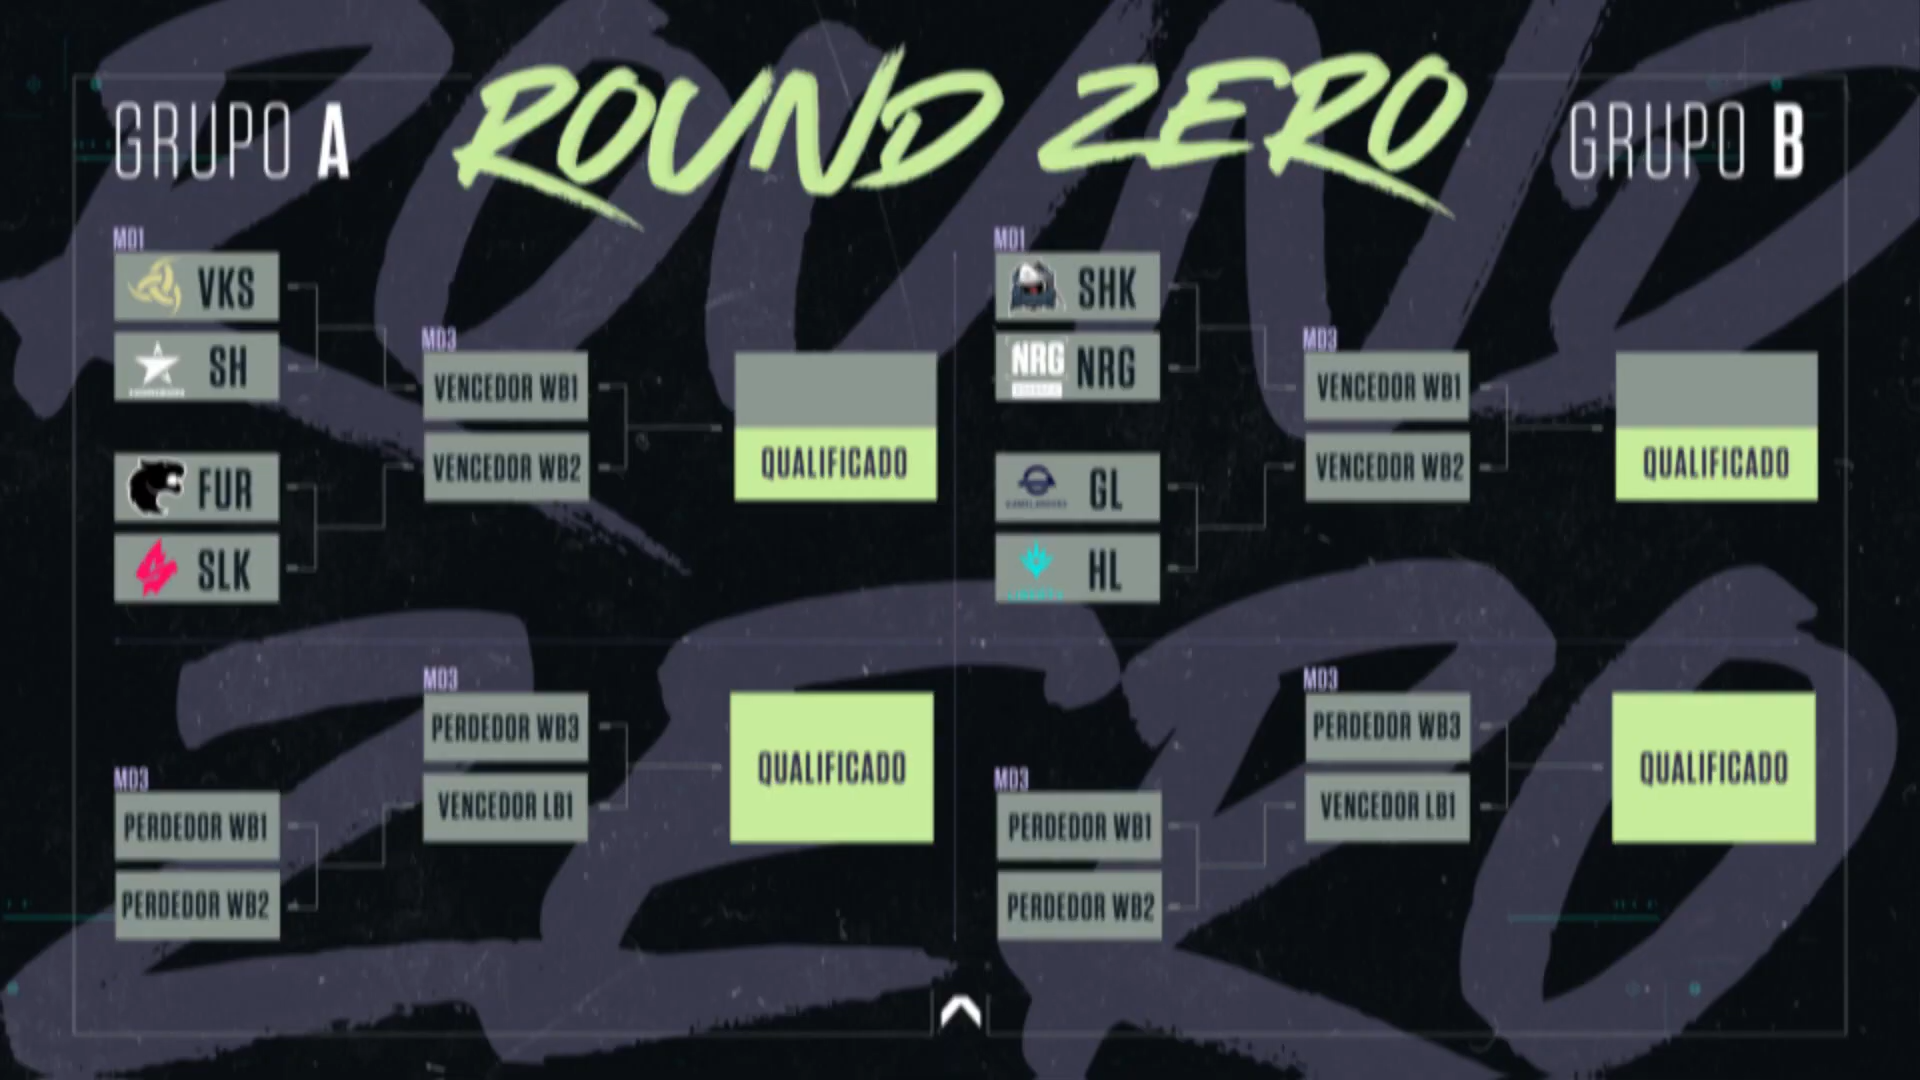 ROUND ZERO
GRUPO A
MD1
VKS
SH
FUR
SLK
MD3
VENCEDOR WB1
VENCEDOR WB2
QUALIFICADO
MD3
PERDEDOR WB3
VENCEDOR LB1
QUALIFICADO
MD3
PERDEDOR WB1
PERDEDOR WB2
GRUPO B
MD1
SHK
NRG NRG
GL
HL
MD3
VENCEDOR WB1
VENCEDOR WB2
QUALIFICADO
MD3
PERDEDOR WB3
VENCEDOR LB1
QUALIFICADO
MD3
PERDEDOR WB1
PERDEDOR WB2